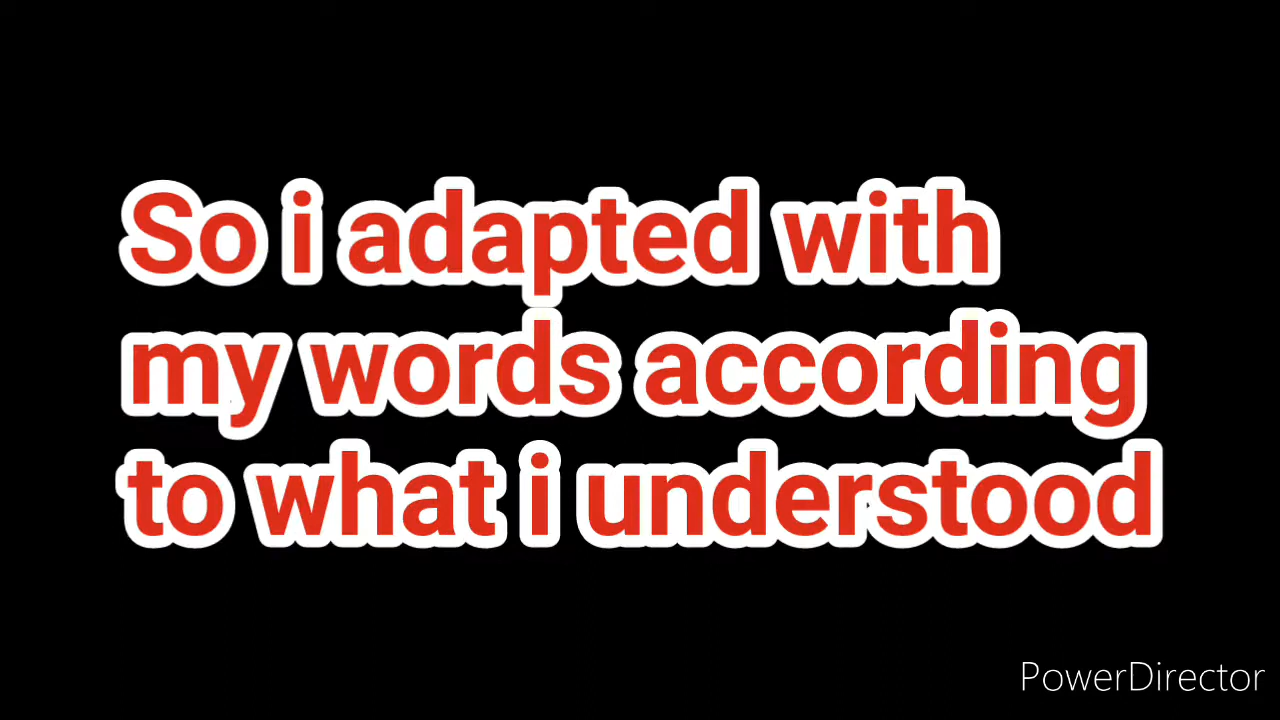 So i adapted with
my words according
to what i understood
PowerDirector